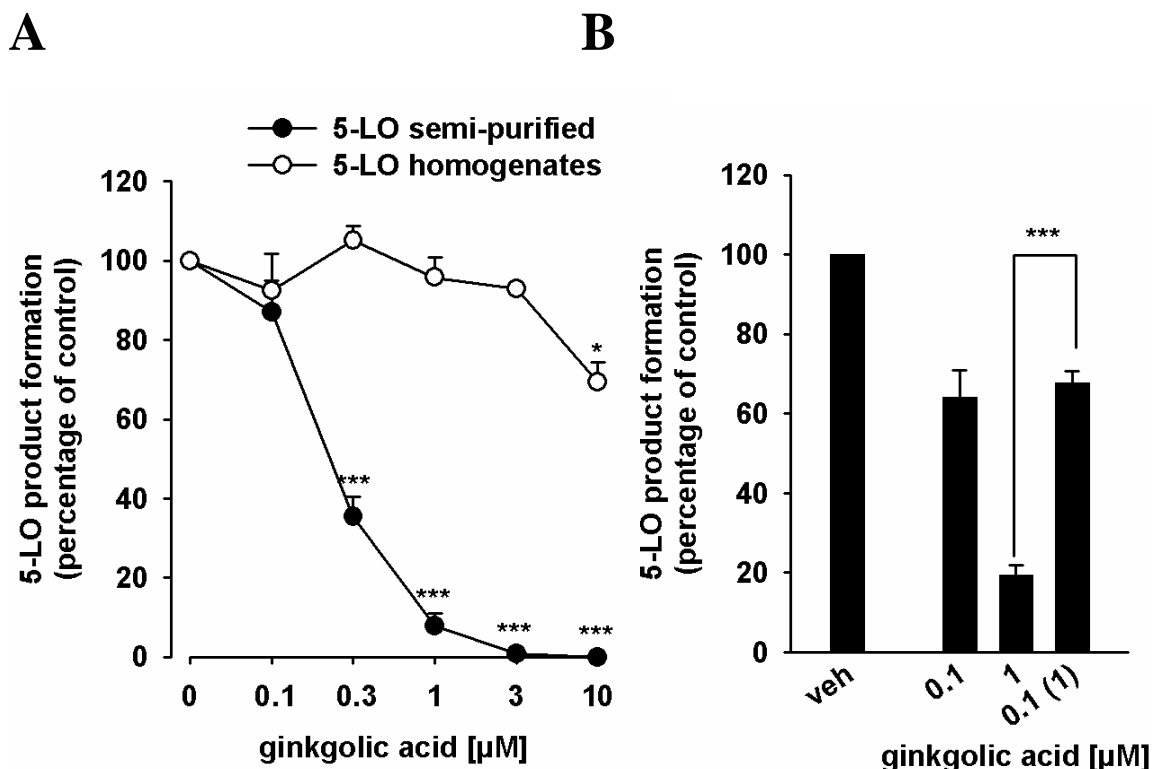 A
B
5-LO semi-purified
5-LO homogenates
5-LO product formation
(percentage of control)
120
100
80
60
40
20
0
***
***
***
***
*
0
0.1
0.3
1
3
10
ginkgolic acid [µM]
5-LO product formation
(percentage of control)
120
100
80
60
40
20
0
***
veh
0.1
1
0.1 (1)
ginkgolic acid [µM]